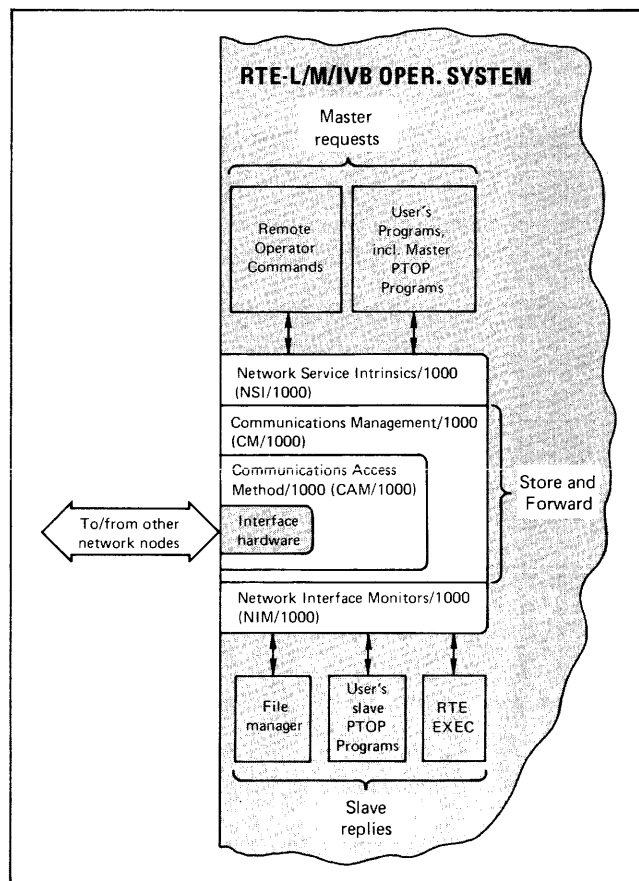 RTE-L/M/IVB OPER. SYSTEM
Master
requests
Remote
Operator
Commands
User's
Programs,
incl. Master
PTOP
Programs
Network Service Intrinsics/1000
(NSI/1000)
Communications Management/1000
(CM/1000)
Communications Access
Method/1000 (CAM/1000)
Interface
hardware
To/from other
network nodes
Store and
Forward
Network Interface Monitors/1000
(NIM/1000)
File
manager
User's
slave
PTOP
Programs
RTE
EXEC
Slave
replies